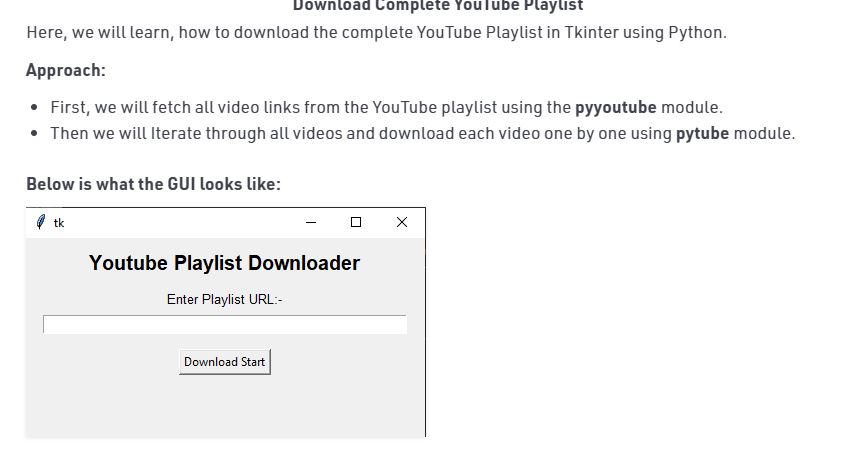 Download Complete YouTube Playlist
Here, we will learn, how to download the complete YouTube Playlist in Tkinter using Python.
Approach:
• First, we will fetch all video links from the YouTube playlist using the pyyoutube module.
• Then we will Iterate through all videos and download each video one by one using pytube module.
Below is what the GUI looks like:
tk
Youtube Playlist Downloader
Enter Playlist URL:-
Download Start